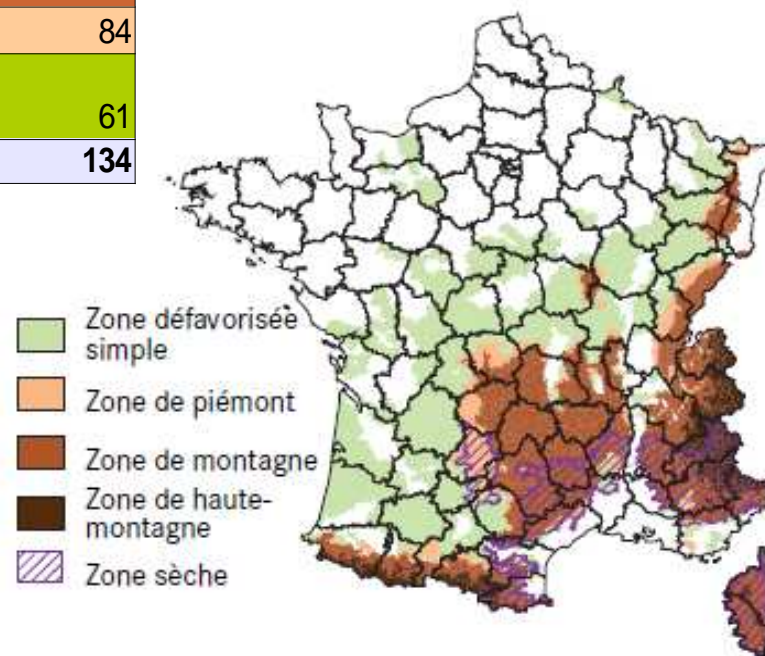 84
61
134
Zone défavorisée
simple
Zone de piémont
Zone de montagne
Zone de haute-
montagne
Zone sèche